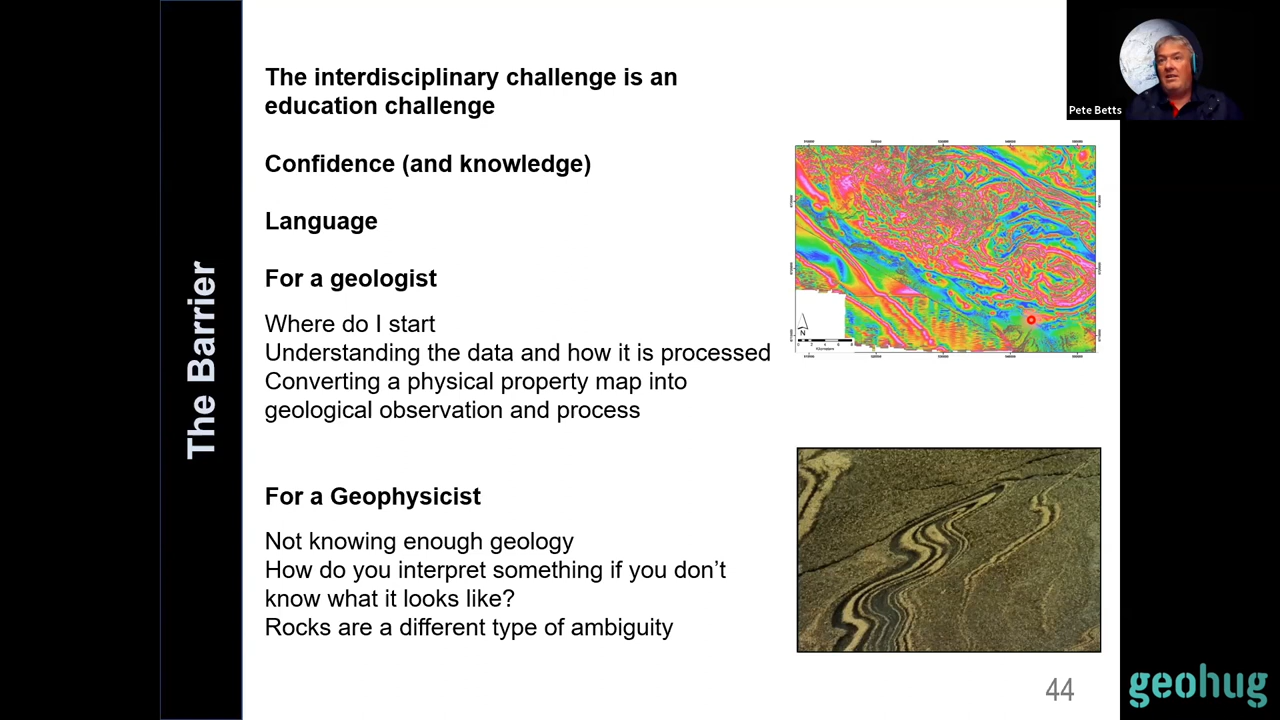 The Barrier
The interdisciplinary challenge is an
education challenge
Confidence (and knowledge)
Language
For a geologist
Where do I start
Understanding the data and how it is processed
Converting a physical property map into
geological observation and process
For a Geophysicist
Not knowing enough geology
How do you interpret something if you don’t
know what it looks like?
Rocks are a different type of ambiguity
Pete Betts
N
Kilometers
44
geohug